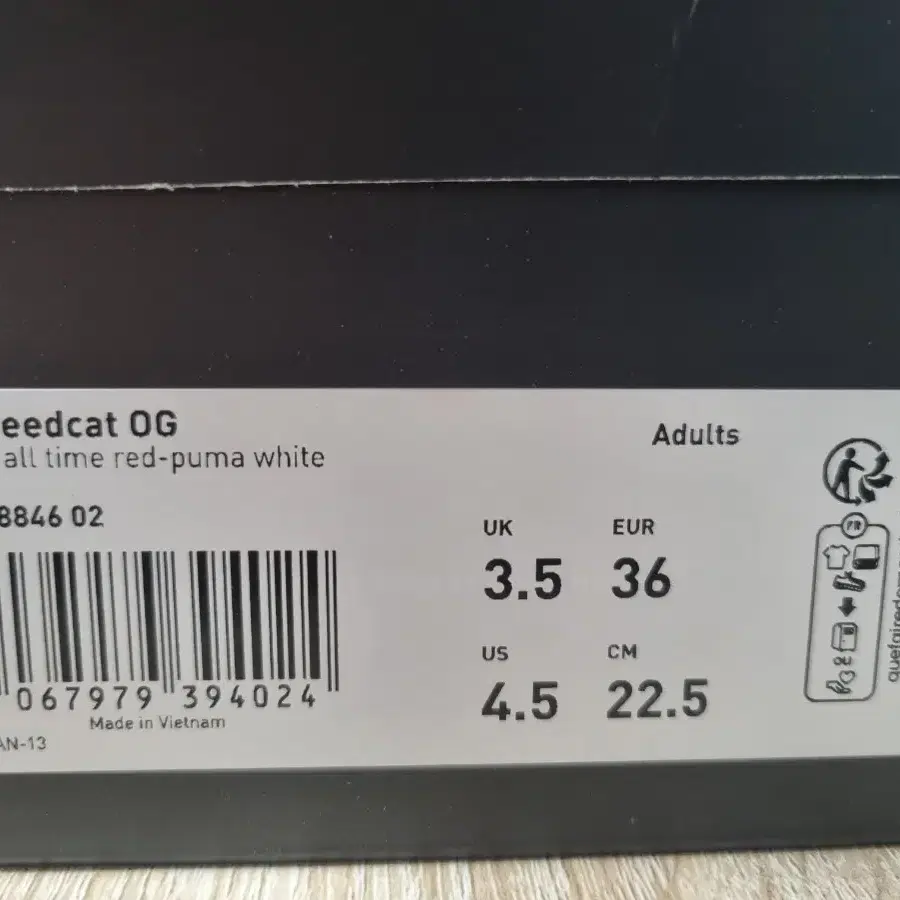 eedcat OG
all time red-puma white
Adults
8846 02
UK
EUR
3.5
36
US
CM
4.5
22.5
067979 394024
Made in Vietnam
AN-13
FR